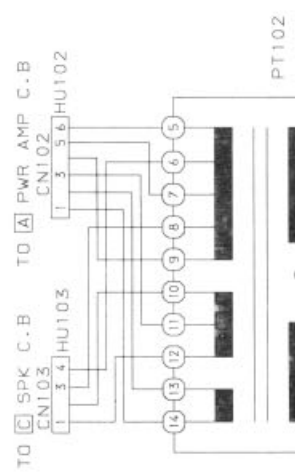 TO C SPK C.B
CN103
HU103
1 3 4
TO A PWR AMP C.B
CN102
HU102
1 3 5 6
14 13 12 11 10 9 8 7 6 5
PT102